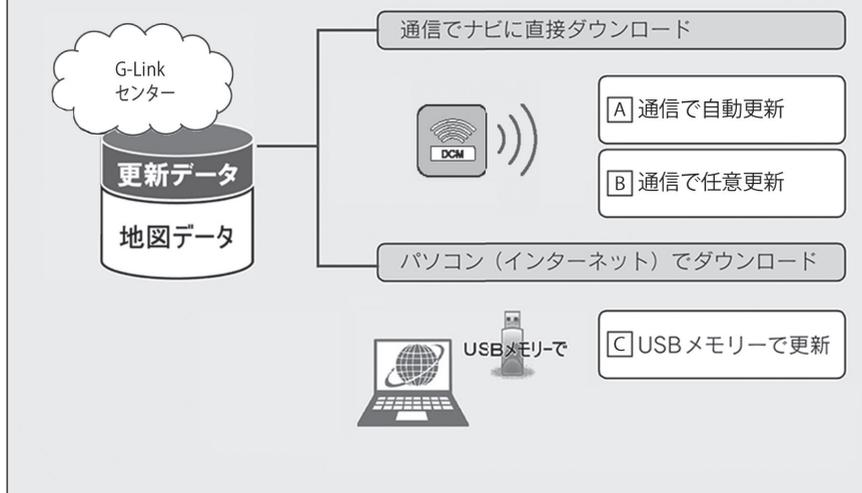 通信でナビに直接ダウンロード
G-Link
センター
A 通信で自動更新
DCM
更新データ
B 通信で任意更新
地図データ
パソコン（インターネット）でダウンロード
USBメモリーで
C USBメモリーで更新